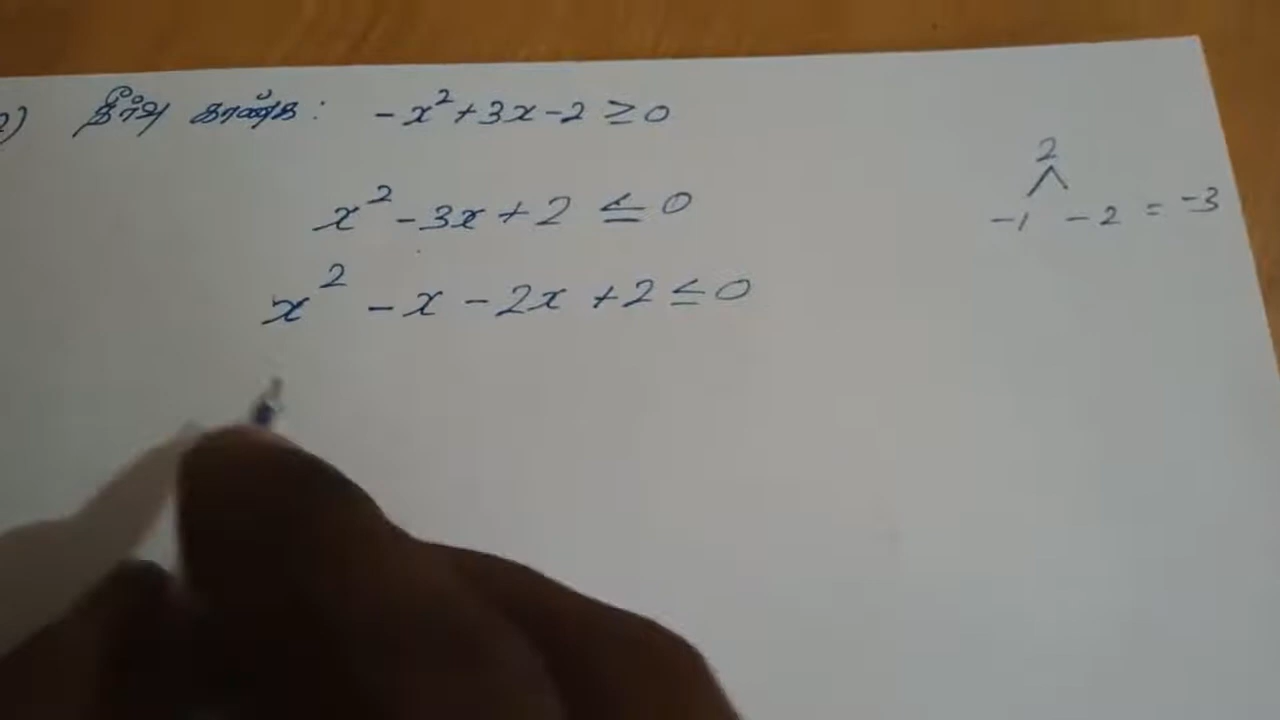 தீர்வு காண்க : -x²+3x-2 ≥0
x² -3x +2 ≤ 0
x² -x -2x +2 ≤ 0
2
-1 -2 = -3